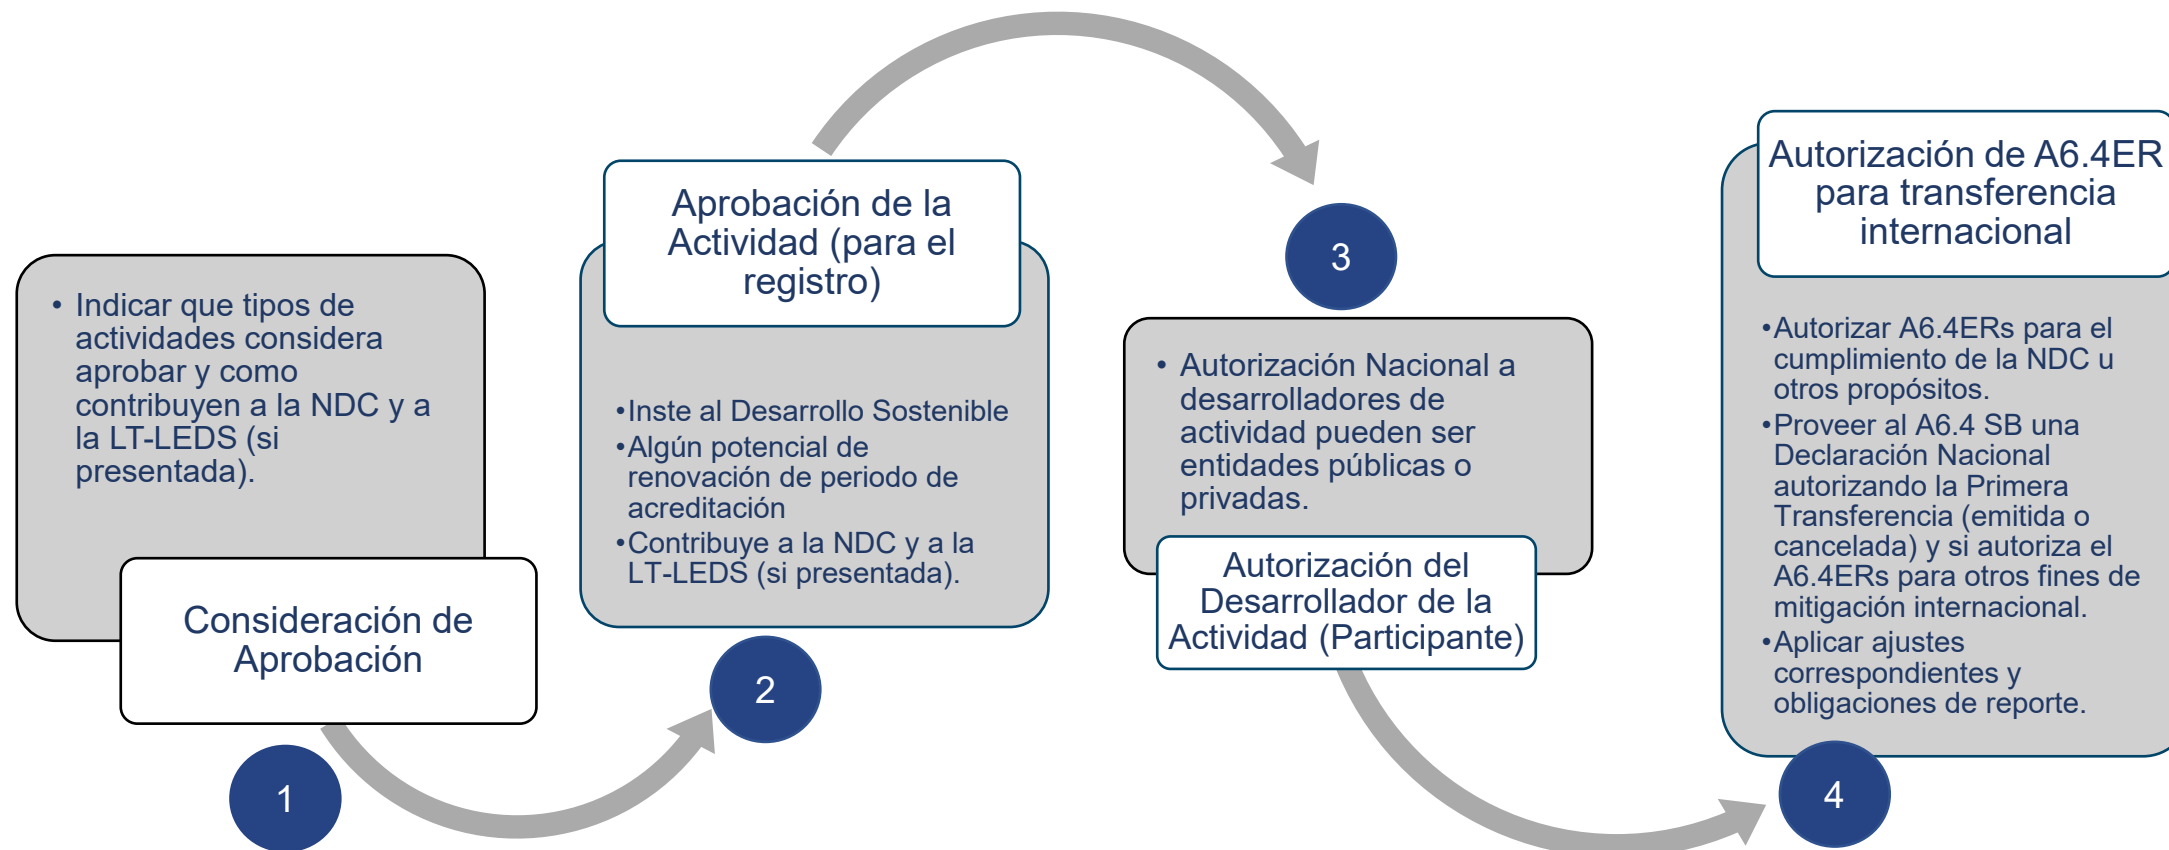 • Indicar que tipos de
actividades considera
aprobar y como
contribuyen a la NDC y a
la LT-LEDS (si
presentada).
Consideración de
Aprobación
1
Aprobación de la
Actividad (para el
registro)
•Inste al Desarrollo Sostenible
•Algún potencial de
renovación de periodo de
acreditación
•Contribuye a la NDC y a la
LT-LEDS (si presentada).
2
3
• Autorización Nacional a
desarrolladores de
actividad pueden ser
entidades públicas o
privadas.
Autorización del
Desarrollador de la
Actividad (Participante)
Autorización de A6.4ER
para transferencia
internacional
•Autorizar A6.4ERs para el
cumplimiento de la NDC u
otros propósitos.
•Proveer al A6.4 SB una
Declaración Nacional
autorizando la Primera
Transferencia (emitida o
cancelada) y si autoriza el
A6.4ERs para otros fines de
mitigación internacional.
•Aplicar ajustes
correspondientes y
obligaciones de reporte.
4